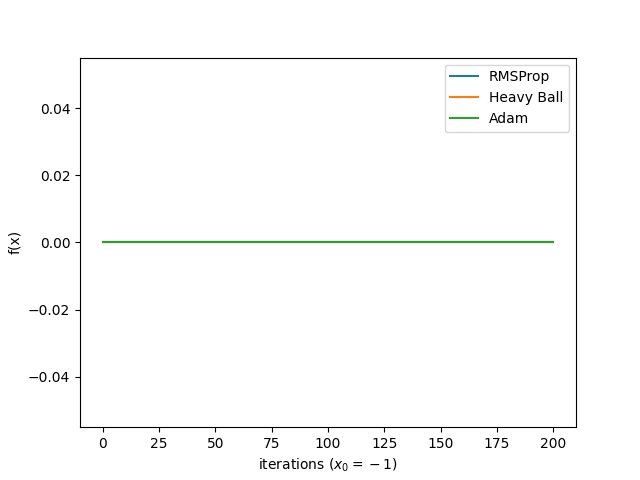 RMSProp
Heavy Ball
Adam
0.04
0.02
0.00
−0.02
−0.04
f(x)
0 25 50 75 100 125 150 175 200
iterations (x₀ = −1)